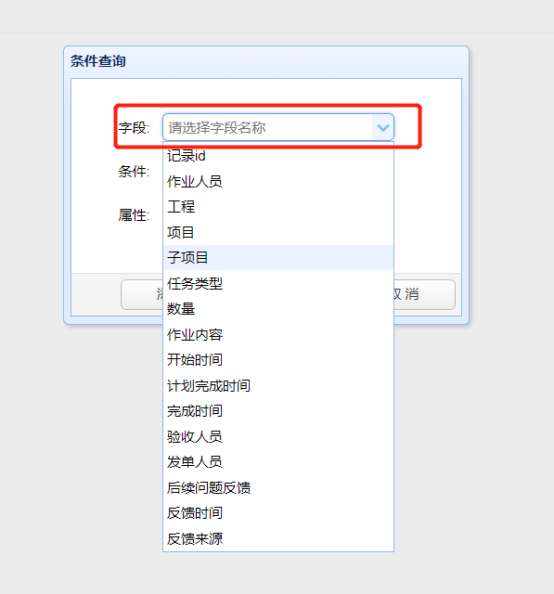 条件查询
字段: 请选择字段名称
记录id
条件:
作业人员
工程
属性:
项目
子项目
任务类型
取消
数量
作业内容
开始时间
计划完成时间
完成时间
验收人员
发单人员
后续问题反馈
反馈时间
反馈来源